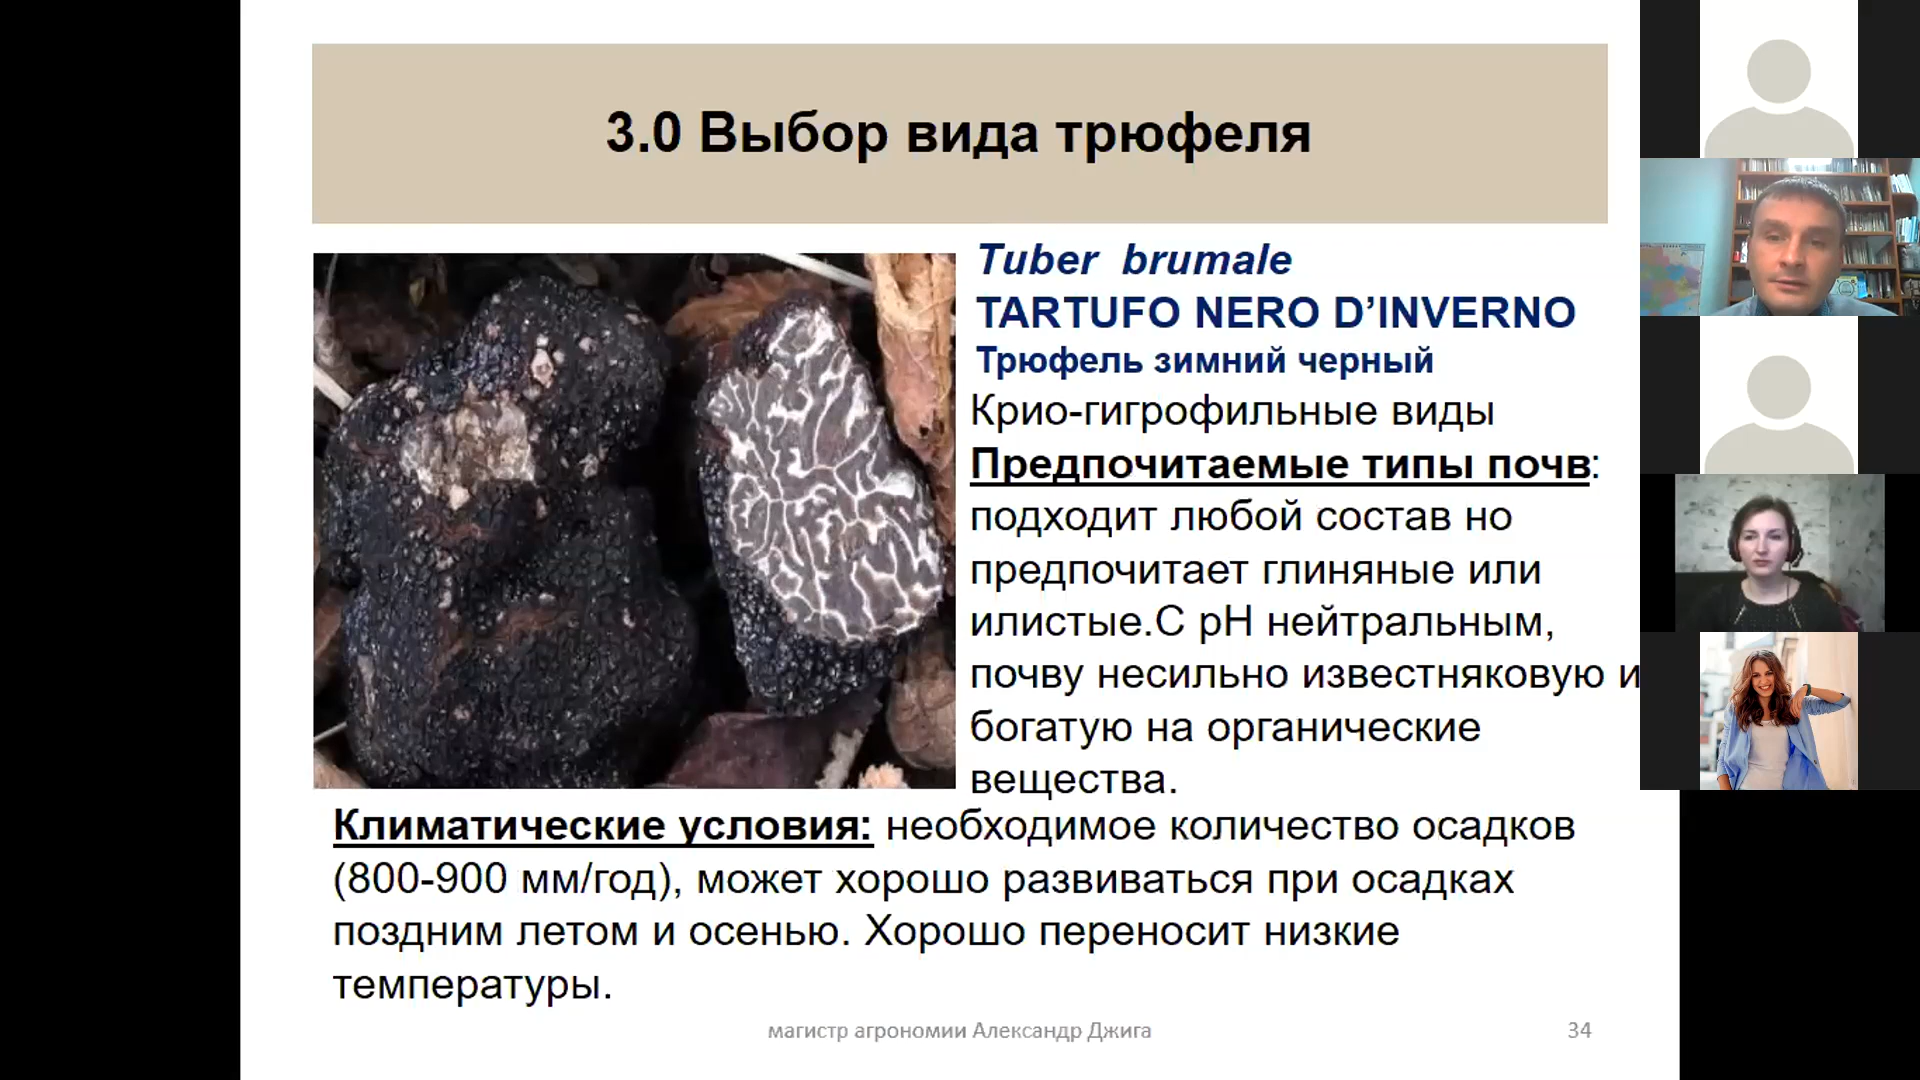 3.0 Выбор вида трюфеля
Tuber brumale
TARTUFO NERO D’INVERNO
Трюфель зимний черный
Крио-гигрофильные виды
Предпочитаемые типы почв:
подходит любой состав но
предпочитает глиняные или
илистые.С pH нейтральным,
почву несильно известняковую и
богатую на органические
вещества.
Климатические условия: необходимое количество осадков
(800-900 мм/год), может хорошо развиваться при осадках
поздним летом и осенью. Хорошо переносит низкие
температуры.
магистр агрономии Александр Джига
34